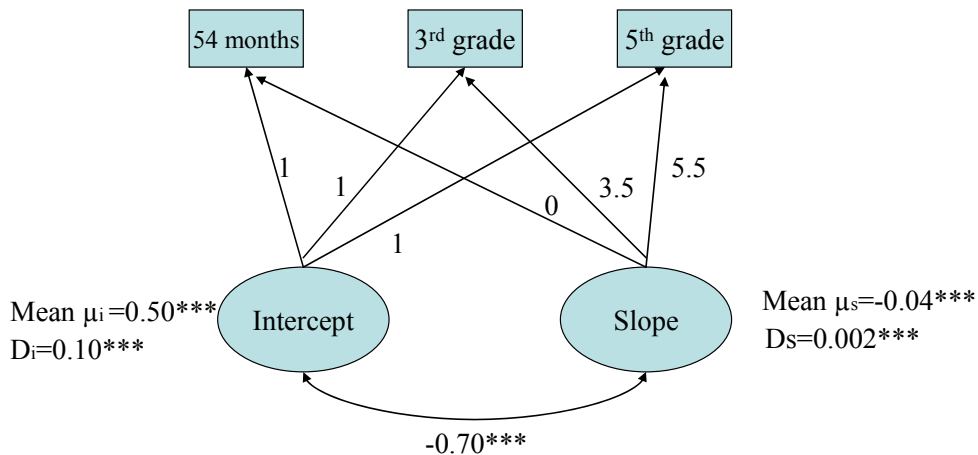 54 months
3rd grade
5th grade
1
1
1
0
3.5
5.5
Mean µi =0.50***
Di=0.10***
Intercept
Slope
Mean µs=-0.04***
Ds=0.002***
-0.70***